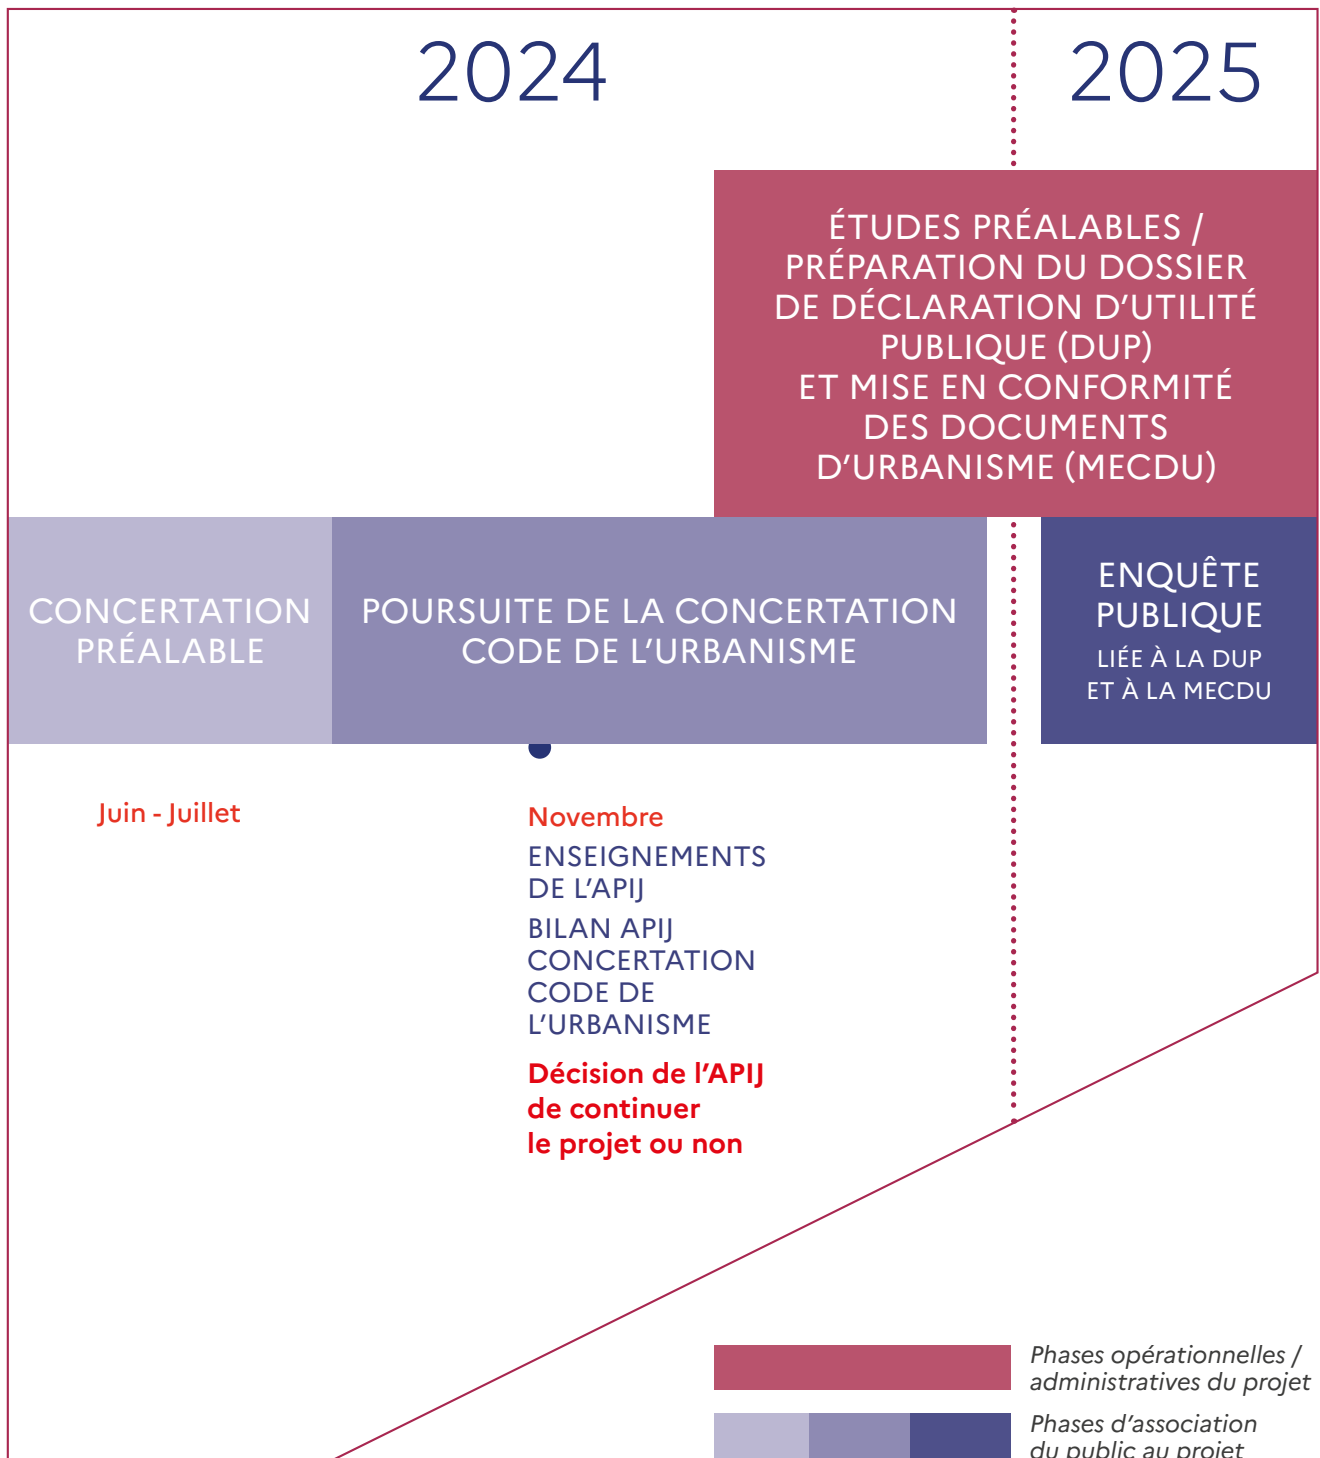 2024
2025
ÉTUDES PRÉALABLES /
PRÉPARATION DU DOSSIER
DE DÉCLARATION D'UTILITÉ
PUBLIQUE (DUP)
ET MISE EN CONFORMITÉ
DES DOCUMENTS
D'URBANISME (MECDU)
CONCERTATION
PRÉALABLE
POURSUITE DE LA CONCERTATION
CODE DE L'URBANISME
ENQUÊTE
PUBLIQUE
LIÉE À LA DUP
ET À LA MECDU
Juin - Juillet
Novembre
ENSEIGNEMENTS
DE L'APIJ
BILAN APIJ
CONCERTATION
CODE DE
L'URBANISME
Décision de l'APIJ
de continuer
le projet ou non
Phases opérationnelles /
administratives du projet
Phases d'association
du public au projet